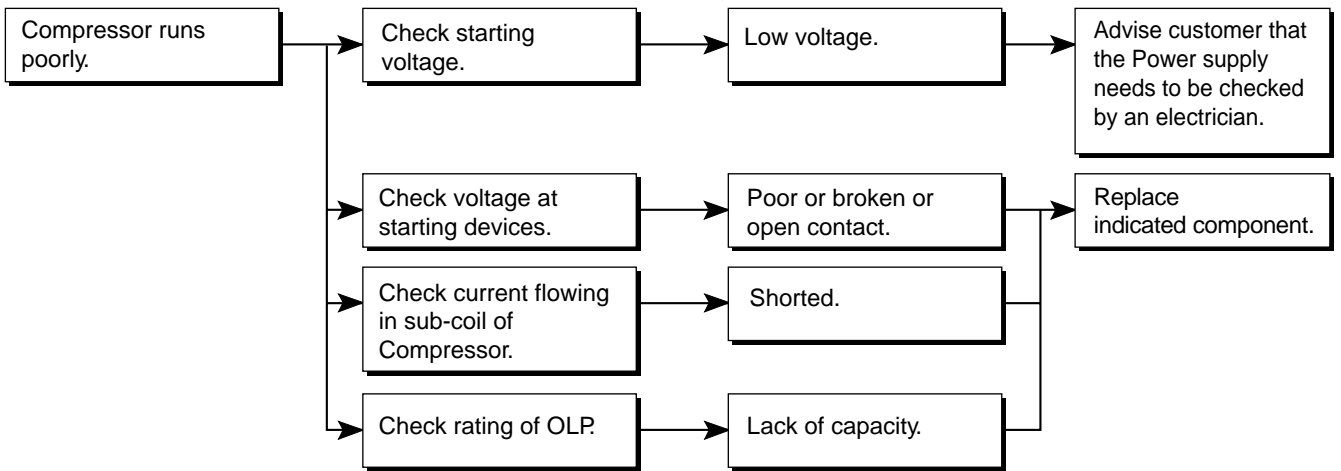 Compressor runs
poorly.
Check starting
voltage.
Low voltage.
Advise customer that
the Power supply
needs to be checked
by an electrician.
Check voltage at
starting devices.
Poor or broken or
open contact.
Replace
indicated component.
Check current flowing
in sub-coil of
Compressor.
Shorted.
Check rating of OLP.
Lack of capacity.